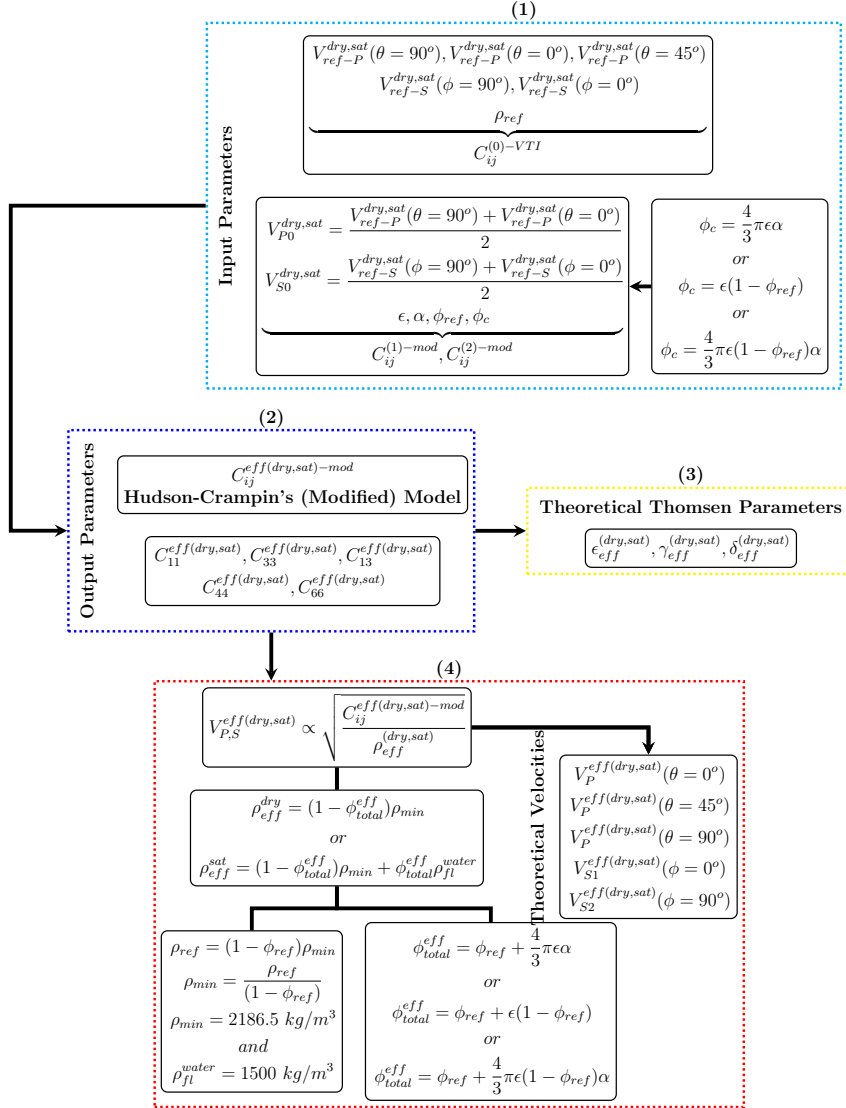 (1)
Input Parameters
V_{ref-P}^{dry,sat}(θ = 90^o), V_{ref-P}^{dry,sat}(θ = 0^o), V_{ref-P}^{dry,sat}(θ = 45^o)
V_{ref-S}^{dry,sat}(ϕ = 90^o), V_{ref-S}^{dry,sat}(ϕ = 0^o)
ρ_{ref}
C_{ij}^{(0)-VTI}
V_{P0}^{dry,sat} = \frac{V_{ref-P}^{dry,sat}(θ = 90^o) + V_{ref-P}^{dry,sat}(θ = 0^o)}{2}
V_{S0}^{dry,sat} = \frac{V_{ref-S}^{dry,sat}(ϕ = 90^o) + V_{ref-S}^{dry,sat}(ϕ = 0^o)}{2}
ϵ, α, ϕ_{ref}, ϕ_c
C_{ij}^{(1)-mod}, C_{ij}^{(2)-mod}
ϕ_c = \frac{4}{3}πϵα
or
ϕ_c = ϵ(1 − ϕ_{ref})
or
ϕ_c = \frac{4}{3}πϵ(1 − ϕ_{ref})α
(2)
Output Parameters
C_{ij}^{eff(dry,sat)-mod}
Hudson-Crampin's (Modified) Model
C_{11}^{eff(dry,sat)}, C_{33}^{eff(dry,sat)}, C_{13}^{eff(dry,sat)}
C_{44}^{eff(dry,sat)}, C_{66}^{eff(dry,sat)}
(3)
Theoretical Thomsen Parameters
ϵ_{eff}^{(dry,sat)}, γ_{eff}^{(dry,sat)}, δ_{eff}^{(dry,sat)}
(4)
Theoretical Velocities
V_{P,S}^{eff(dry,sat)} ∝ \sqrt{\frac{C_{ij}^{eff(dry,sat)-mod}}{ρ_{eff}^{(dry,sat)}}}
V_P^{eff(dry,sat)}(θ = 0^o)
V_P^{eff(dry,sat)}(θ = 45^o)
V_P^{eff(dry,sat)}(θ = 90^o)
V_{S1}^{eff(dry,sat)}(ϕ = 0^o)
V_{S2}^{eff(dry,sat)}(ϕ = 90^o)
ρ_{eff}^{dry} = (1 − ϕ_{total}^{eff})ρ_{min}
or
ρ_{eff}^{sat} = (1 − ϕ_{total}^{eff})ρ_{min} + ϕ_{total}^{eff}ρ_{fl}^{water}
ρ_{ref} = (1 − ϕ_{ref})ρ_{min}
ρ_{min} = \frac{ρ_{ref}}{(1 − ϕ_{ref})}
ρ_{min} = 2186.5 kg/m^3
and
ρ_{fl}^{water} = 1500 kg/m^3
ϕ_{total}^{eff} = ϕ_{ref} + \frac{4}{3}πϵα
or
ϕ_{total}^{eff} = ϕ_{ref} + ϵ(1 − ϕ_{ref})
or
ϕ_{total}^{eff} = ϕ_{ref} + \frac{4}{3}πϵ(1 − ϕ_{ref})α